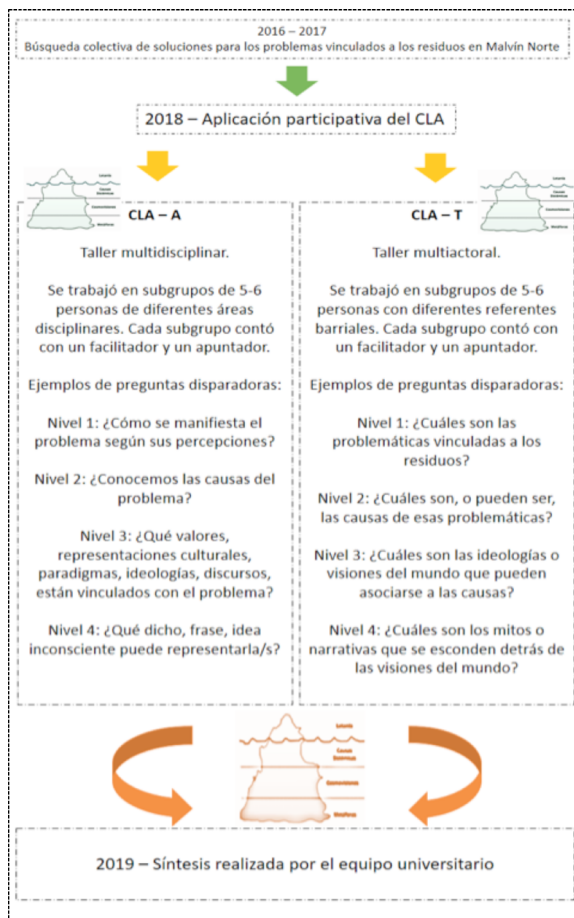 2016 – 2017
Búsqueda colectiva de soluciones para los problemas vinculados a los residuos en Malvín Norte
2018 – Aplicación participativa del CLA
CLA – A
Taller multidisciplinar.
Se trabajó en subgrupos de 5-6
personas de diferentes áreas
disciplinares. Cada subgrupo contó
con un facilitador y un apuntador.
Ejemplos de preguntas disparadoras:
Nivel 1: ¿Cómo se manifiesta el
problema según sus percepciones?
Nivel 2: ¿Conocemos las causas del
problema?
Nivel 3: ¿Qué valores,
representaciones culturales,
paradigmas, ideologías, discursos,
están vinculados con el problema?
Nivel 4: ¿Qué dicho, frase, idea
inconsciente puede representarla/s?
CLA – T
Taller multiactoral.
Se trabajó en subgrupos de 5-6
personas con diferentes referentes
barriales. Cada subgrupo contó con
un facilitador y un apuntador.
Ejemplos de preguntas disparadoras:
Nivel 1: ¿Cuáles son las
problemáticas vinculadas a los
residuos?
Nivel 2: ¿Cuáles son, o pueden ser,
las causas de esas problemáticas?
Nivel 3: ¿Cuáles son las ideologías o
visiones del mundo que pueden
asociarse a las causas?
Nivel 4: ¿Cuáles son los mitos o
narrativas que se esconden detrás de
las visiones del mundo?
2019 – Síntesis realizada por el equipo universitario